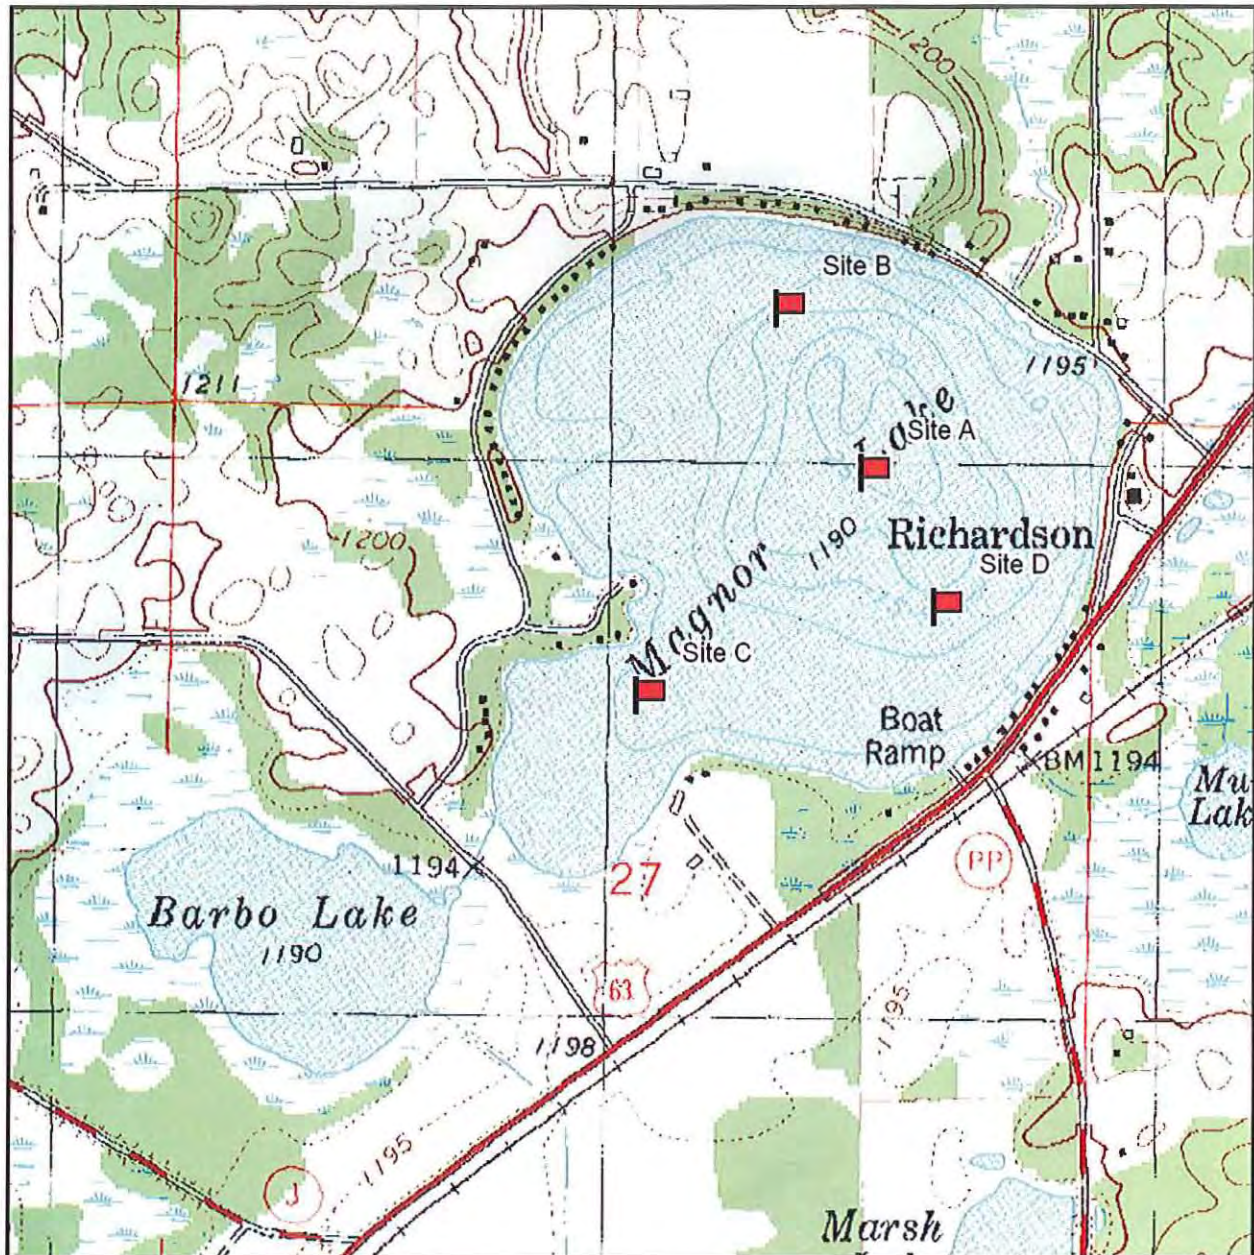 1200
Site B
1195
1211
Lake
Site A
1200
Richardson
1190
Site D
Magnor
Site C
Boat
Ramp
BM 1194
Mu
Lak
1194
27
PP
Barbo Lake
1190
63
1198
1195
1195
J
Marsh